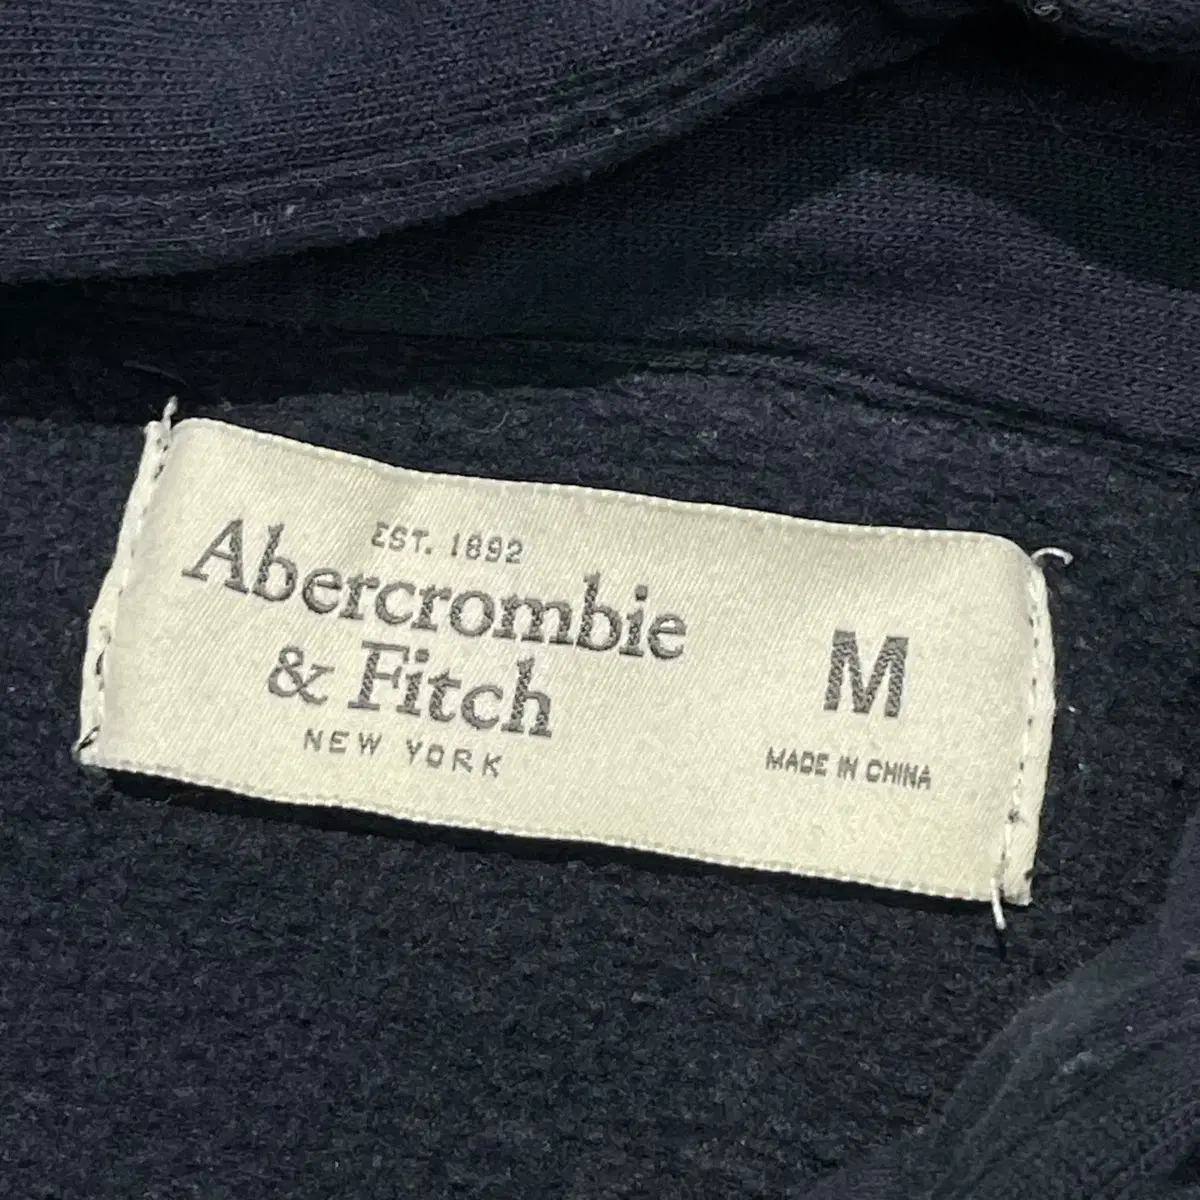 EST. 1892
Abercrombie
& Fitch
NEW YORK
M
MADE IN CHINA